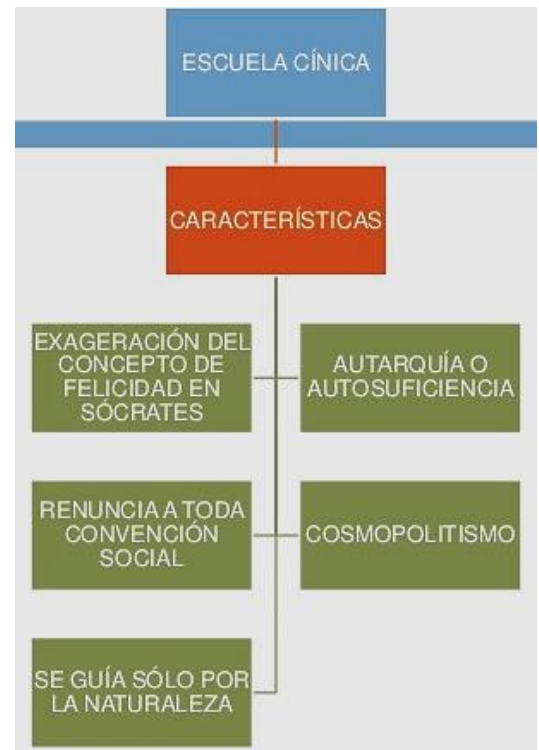 ESCUELA CÍNICA
CARACTERÍSTICAS
EXAGERACIÓN DEL
CONCEPTO DE
FELICIDAD EN
SÓCRATES
AUTARQUÍA O
AUTOSUFICIENCIA
RENUNCIA A TODA
CONVENCIÓN
SOCIAL
COSMOPOLITISMO
SE GUÍA SÓLO POR
LA NATURALEZA